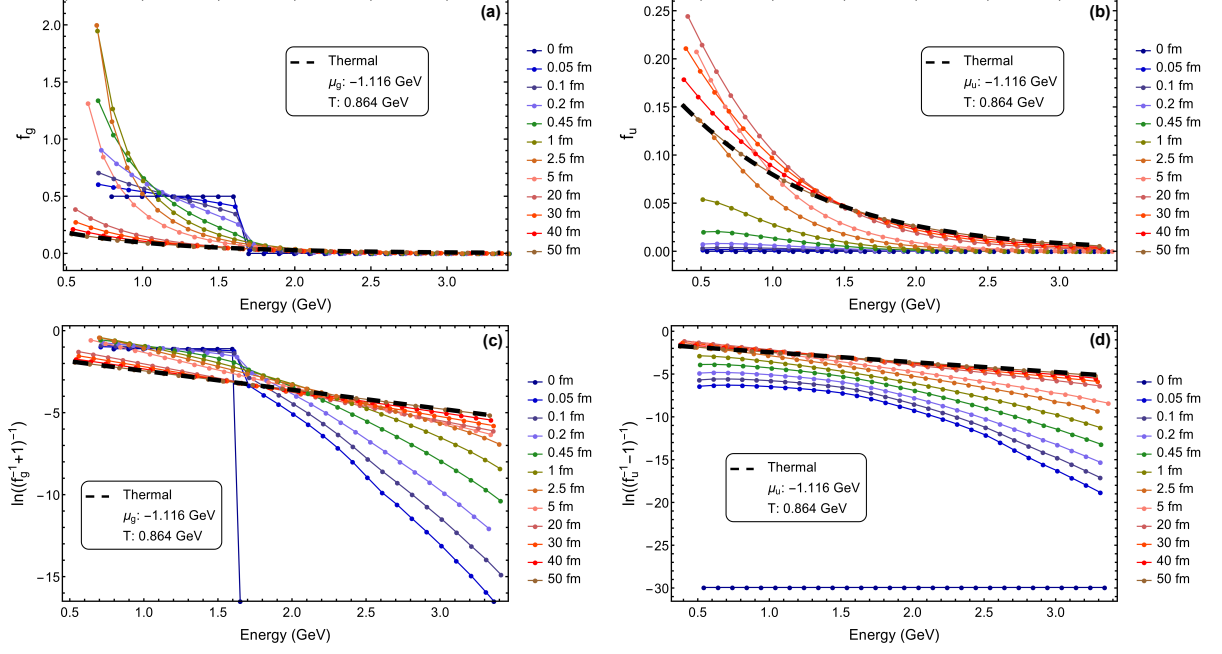 (a)
f_g
2.0
1.5
1.0
0.5
0.0
0.5 1.0 1.5 2.0 2.5 3.0
Energy (GeV)
Thermal
μ_g: −1.116 GeV
T: 0.864 GeV
0 fm
0.05 fm
0.1 fm
0.2 fm
0.45 fm
1 fm
2.5 fm
5 fm
20 fm
30 fm
40 fm
50 fm
(b)
f_u
0.25
0.20
0.15
0.10
0.05
0.00
0.5 1.0 1.5 2.0 2.5 3.0
Energy (GeV)
Thermal
μ_u: −1.116 GeV
T: 0.864 GeV
0 fm
0.05 fm
0.1 fm
0.2 fm
0.45 fm
1 fm
2.5 fm
5 fm
20 fm
30 fm
40 fm
50 fm
(c)
ln((f_g^−1+1)^−1)
0
−5
−10
−15
0.5 1.0 1.5 2.0 2.5 3.0
Energy (GeV)
Thermal
μ_g: −1.116 GeV
T: 0.864 GeV
0 fm
0.05 fm
0.1 fm
0.2 fm
0.45 fm
1 fm
2.5 fm
5 fm
20 fm
30 fm
40 fm
50 fm
(d)
ln((f_u^−1−1)^−1)
0
−5
−10
−15
−20
−25
−30
0.5 1.0 1.5 2.0 2.5 3.0
Energy (GeV)
Thermal
μ_u: −1.116 GeV
T: 0.864 GeV
0 fm
0.05 fm
0.1 fm
0.2 fm
0.45 fm
1 fm
2.5 fm
5 fm
20 fm
30 fm
40 fm
50 fm